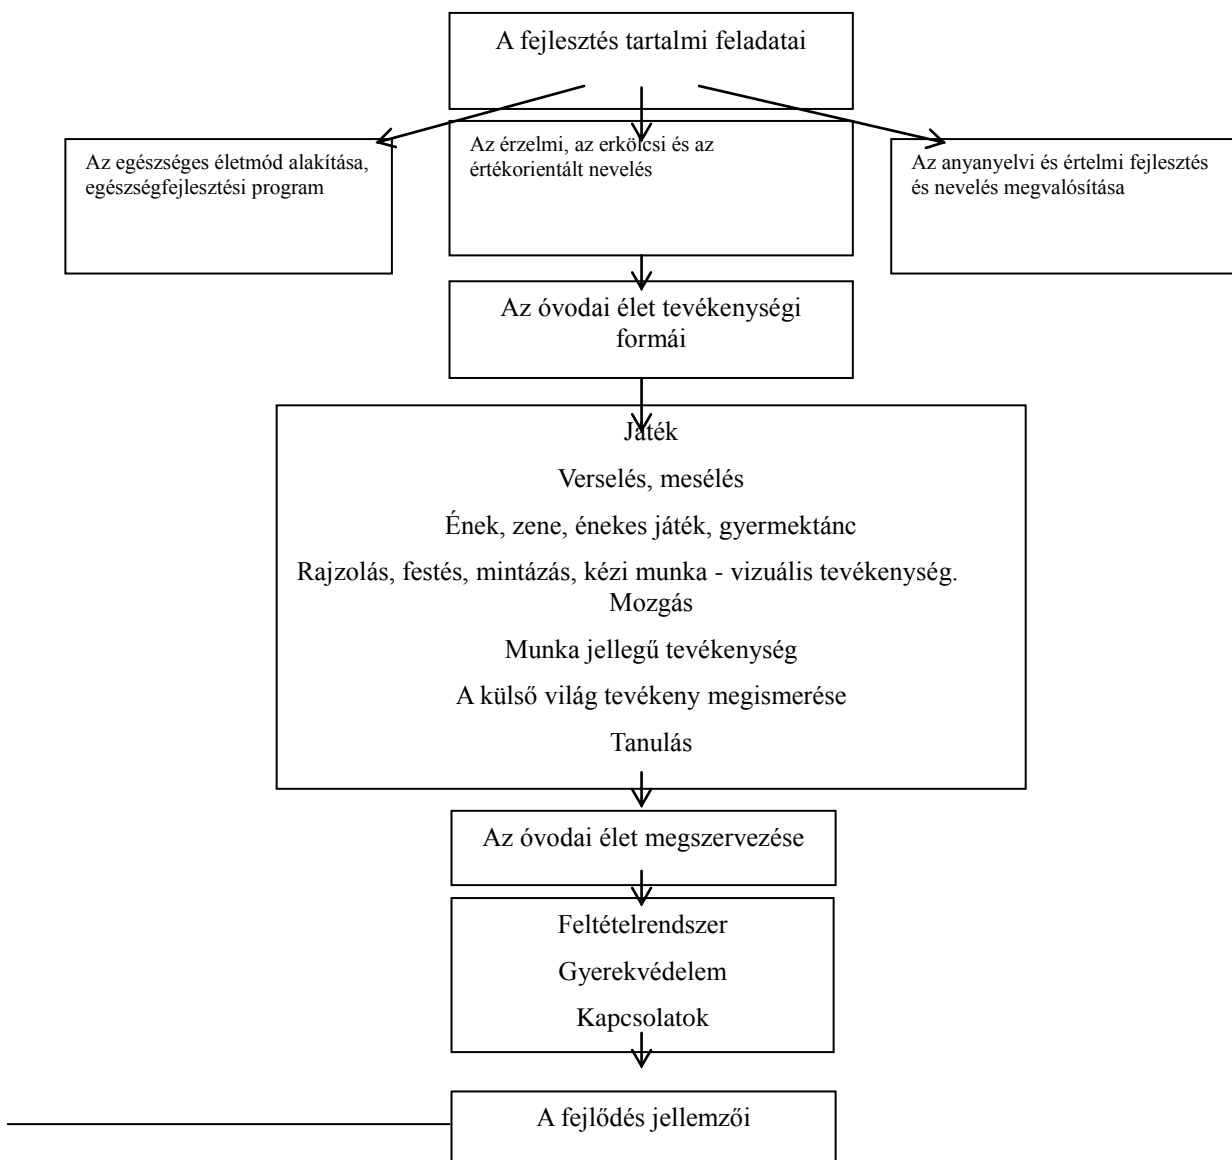 A fejlesztés tartalmi feladatai
Az egészséges életmód alakítása,
egészségfejlesztési program
Az érzelmi, az erkölcsi és az
értékorientált nevelés
Az anyanyelvi és értelmi fejlesztés
és nevelés megvalósítása
Az óvodai élet tevékenységi
formái
Játék
Verselés, mesélés
Ének, zene, énekes játék, gyermektánc
Rajzolás, festés, mintázás, kézi munka - vizuális tevékenység.
Mozgás
Munka jellegű tevékenység
A külső világ tevékeny megismerése
Tanulás
Az óvodai élet megszervezése
Feltételrendszer
Gyerekvédelem
Kapcsolatok
A fejlődés jellemzői